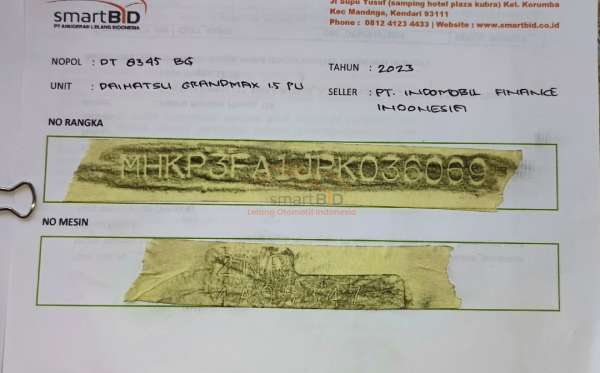 smartBID
PT ANGGERAN LELANG INDONESIA
Jl Supu Yusuf (samping hotel plaza kubra) Kel. Korumba
Kec Mandnga, Kendari 93111
Phone : 0812 4123 4433 | Website : www.smartbid.co.id
NOPOL : DT 8345 BG
TAHUN : 2023
UNIT : DAIHATSU GRANDMAX 1.5 PU
SELLER : PT. INDOMOBIL FINANCE
INDONESIA
NO RANGKA
MHKP3FA1JPK036069
smartBID
Lelang Otomotif Indonesia
NO MESIN